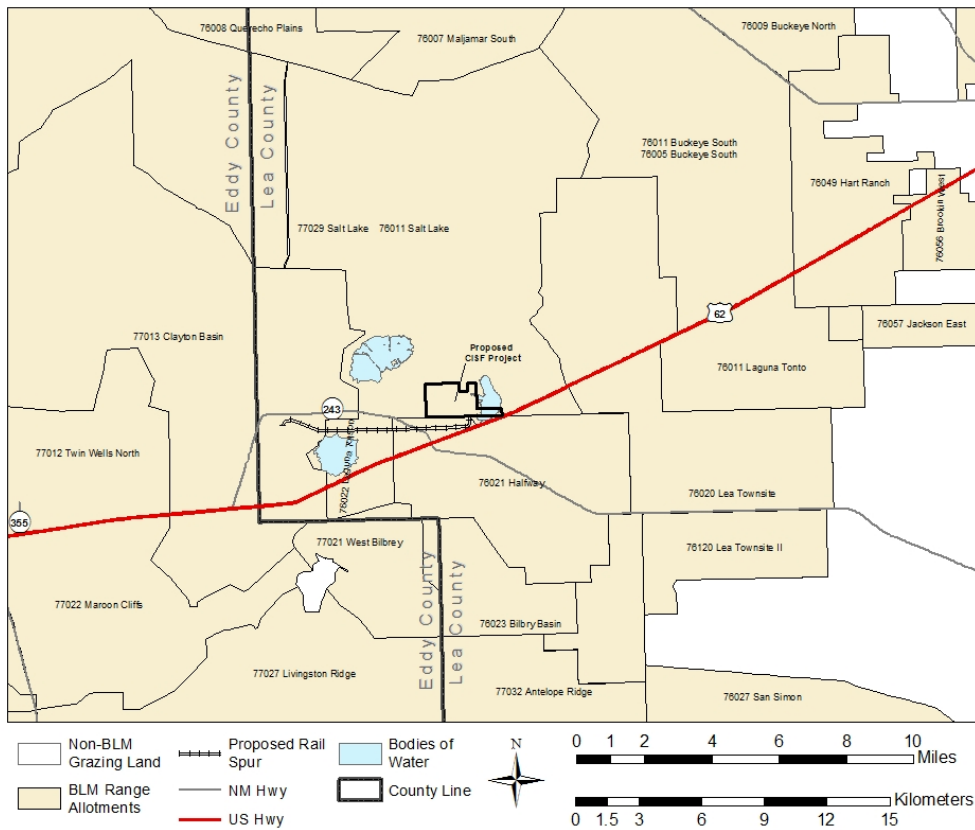 76008 Querecho Plains
76007 Maljamar South
76009 Buckeye North
Eddy County
Lea County
76011 Buckeye South
76005 Buckeye South
76049 Hart Ranch
76056 Brookin West
77029 Salt Lake 76011 Salt Lake
62
77013 Clayton Basin
76057 Jackson East
Proposed
CISF Project
76011 Laguna Tonto
243
77012 Twin Wells North
76022 Laguna
76021 Halfway
76020 Lea Townsite
355
77021 West Bilbrey
76120 Lea Townsite II
Eddy County
Lea County
77022 Maroon Cliffs
76023 Bilbry Basin
77027 Livingston Ridge
77032 Antelope Ridge
76027 San Simon
Non-BLM
Grazing Land
BLM Range
Allotments
Proposed Rail
Spur
NM Hwy
US Hwy
Bodies of
Water
County Line
N
0 1 2 4 6 8 10
Miles
Kilometers
0 1.5 3 6 9 12 15